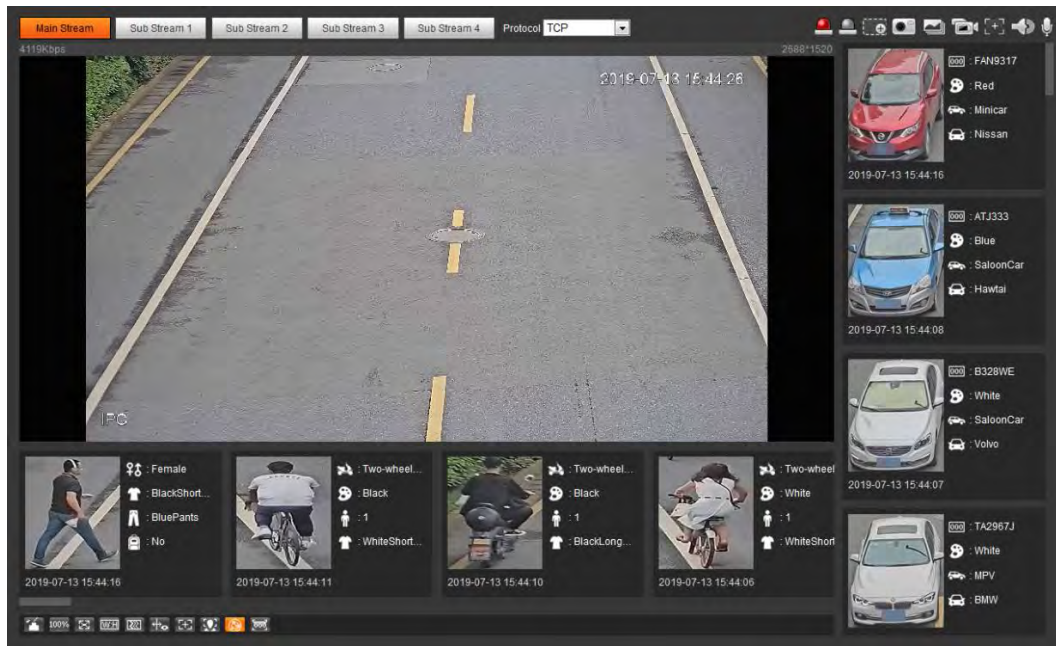 Main Stream Sub Stream 1 Sub Stream 2 Sub Stream 3 Sub Stream 4 Protocol TCP
4119Kbps 2688*1520
2019-07-13 15:44:26
IPC
: FAN9317
: Red
: Minicar
: Nissan
2019-07-13 15:44:16
: ATJ333
: Blue
: SaloonCar
: Hawtai
2019-07-13 15:44:08
: B328WE
: White
: SaloonCar
: Volvo
2019-07-13 15:44:07
: TA2967J
: White
: MPV
: BMW
: Female
: BlackShort...
: BluePants
: No
2019-07-13 15:44:16
: Two-wheel...
: Black
: 1
: WhiteShort...
2019-07-13 15:44:11
: Two-wheel...
: Black
: 1
: BlackLong...
2019-07-13 15:44:10
: Two-wheel
: White
: 1
: WhiteShort
2019-07-13 15:44:06
100% W:H